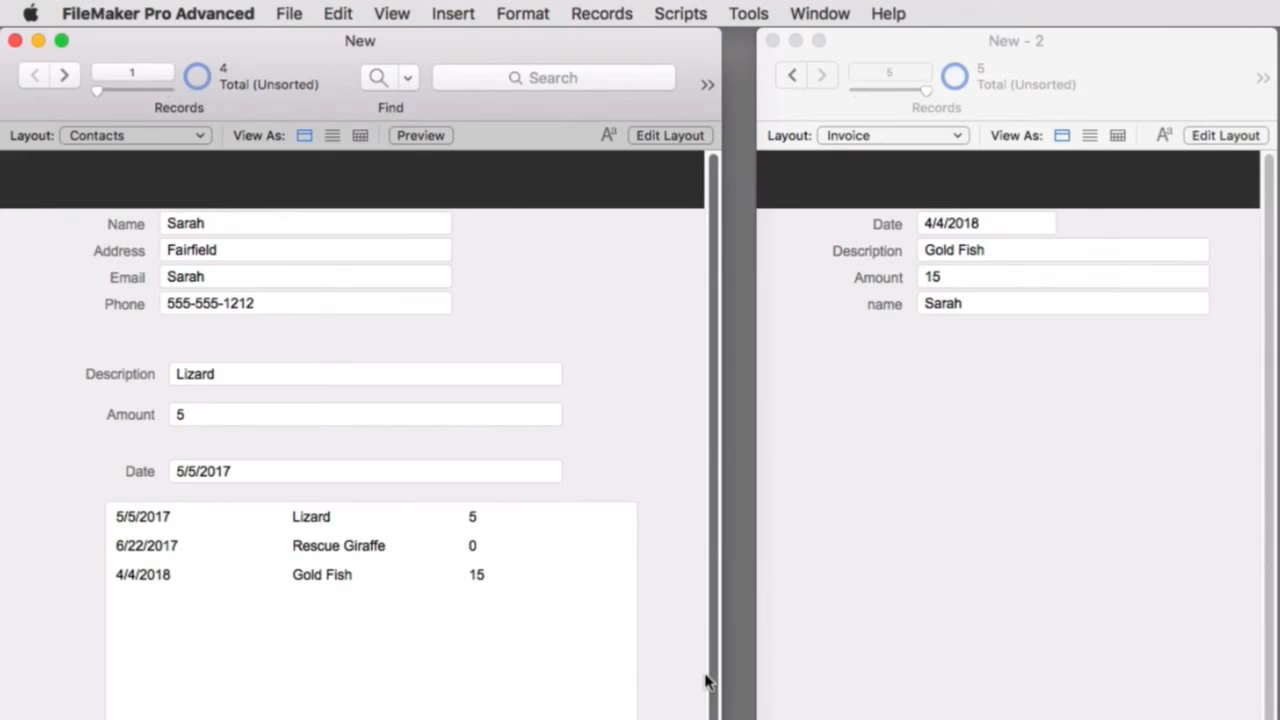 FileMaker Pro Advanced File Edit View Insert Format Records Scripts Tools Window Help
New
1
4
Total (Unsorted)
Search
Records
Find
Layout: Contacts View As: Preview Aa Edit Layout
Name Sarah
Address Fairfield
Email Sarah
Phone 555-555-1212
Description Lizard
Amount 5
Date 5/5/2017
5/5/2017 Lizard 5
6/22/2017 Rescue Giraffe 0
4/4/2018 Gold Fish 15
New - 2
5
5
Total (Unsorted)
Records
Layout: Invoice View As: Aa Edit Layout
Date 4/4/2018
Description Gold Fish
Amount 15
name Sarah